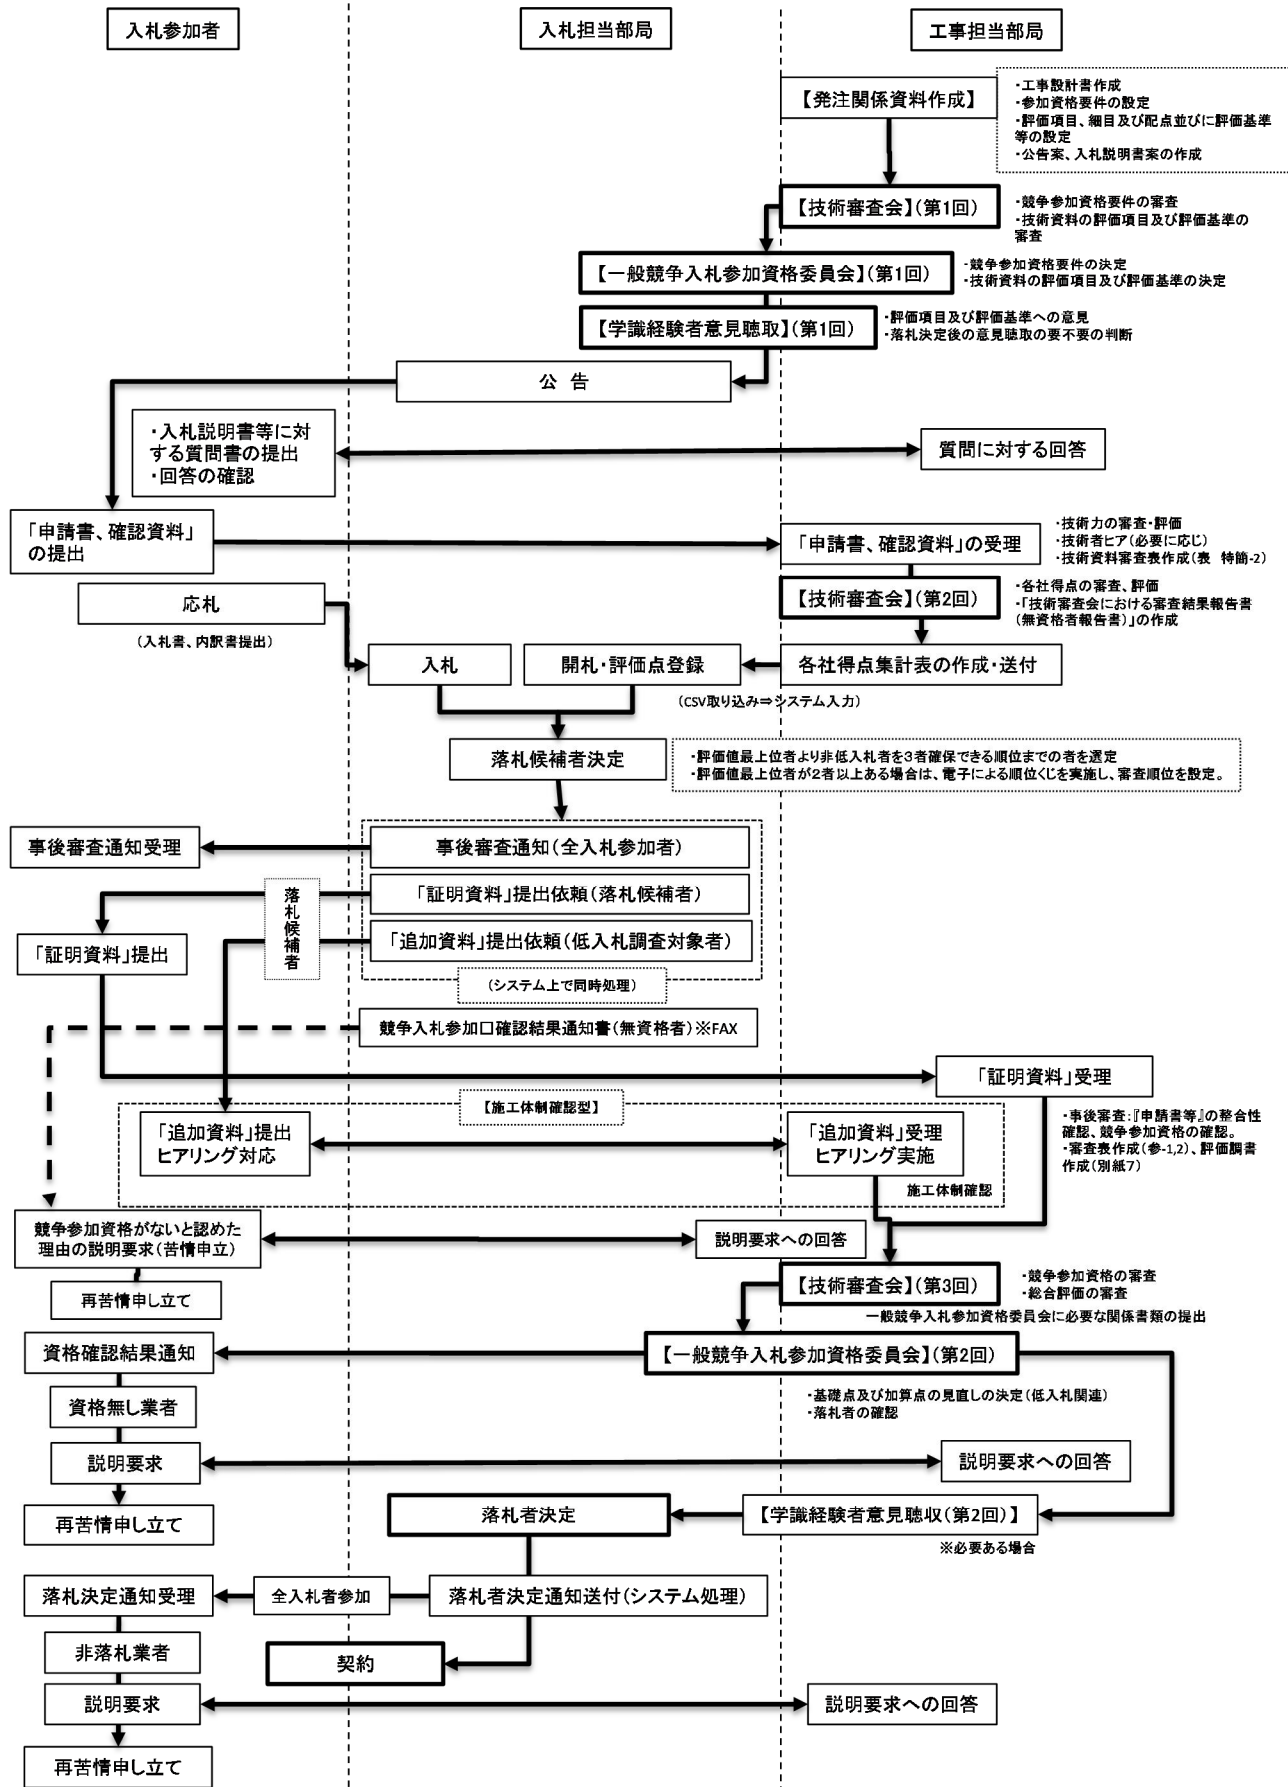 入札参加者
入札担当部局
工事担当部局
【発注関係資料作成】
・工事設計書作成
・参加資格要件の設定
・評価項目、細目及び配点並びに評価基準
等の設定
・公告案、入札説明書案の作成
【技術審査会】(第1回)
・競争参加資格要件の審査
・技術資料の評価項目及び評価基準の
審査
【一般競争入札参加資格委員会】(第1回)
・競争参加資格要件の決定
・技術資料の評価項目及び評価基準の決定
【学識経験者意見聴取】(第1回)
・評価項目及び評価基準への意見
・落札決定後の意見聴取の要不要の判断
公 告
・入札説明書等に対
する質問書の提出
・回答の確認
質問に対する回答
「申請書、確認資料」
の提出
「申請書、確認資料」の受理
・技術力の審査・評価
・技術者ヒア(必要に応じ)
・技術資料審査表作成(表 特簡-2)
応札
(入札書、内訳書提出)
【技術審査会】(第2回)
・各社得点の審査、評価
・「技術審査会における審査結果報告書
(無資格者報告書)」の作成
入札
開札・評価点登録
各社得点集計表の作成・送付
(CSV取り込み⇒システム入力)
落札候補者決定
・評価値最上位者より非低入札者を3者確保できる順位までの者を選定
・評価値最上位者が2者以上ある場合は、電子による順位くじを実施し、審査順位を設定。
事後審査通知受理
事後審査通知(全入札参加者)
落札候補者
「証明資料」提出依頼(落札候補者)
「証明資料」提出
「追加資料」提出依頼(低入札調査対象者)
(システム上で同時処理)
競争入札参加口確認結果通知書(無資格者)※FAX
「証明資料」受理
・事後審査:『申請書等』の整合性
確認、競争参加資格の確認。
・審査表作成(参-1,2)、評価調書
作成(別紙7)
【施工体制確認型】
「追加資料」提出
ヒアリング対応
「追加資料」受理
ヒアリング実施
施工体制確認
競争参加資格がないと認めた
理由の説明要求(苦情申立)
説明要求への回答
再苦情申し立て
【技術審査会】(第3回)
・競争参加資格の審査
・総合評価の審査
一般競争入札参加資格委員会に必要な関係書類の提出
資格確認結果通知
【一般競争入札参加資格委員会】(第2回)
・基礎点及び加算点の見直しの決定(低入札関連)
・落札者の確認
資格無し業者
説明要求
説明要求への回答
再苦情申し立て
落札者決定
【学識経験者意見聴収(第2回)】
※必要ある場合
落札決定通知受理
全入札者参加
落札者決定通知送付(システム処理)
非落札業者
契約
説明要求
説明要求への回答
再苦情申し立て